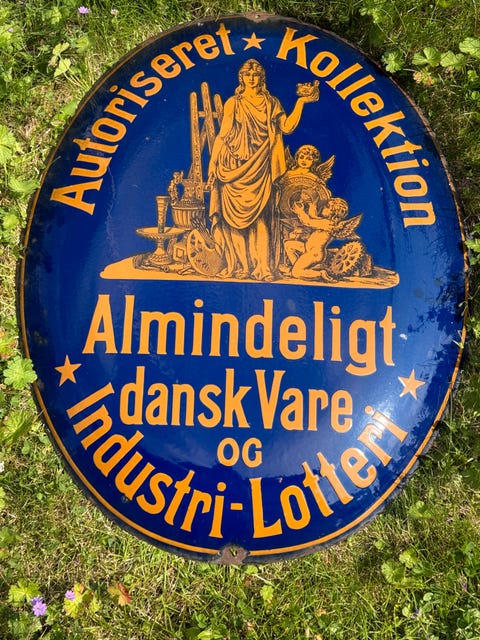 Autoriseret ★ Kollektion
Almindeligt
★ dansk Vare ★
OG
Industri-Lotteri